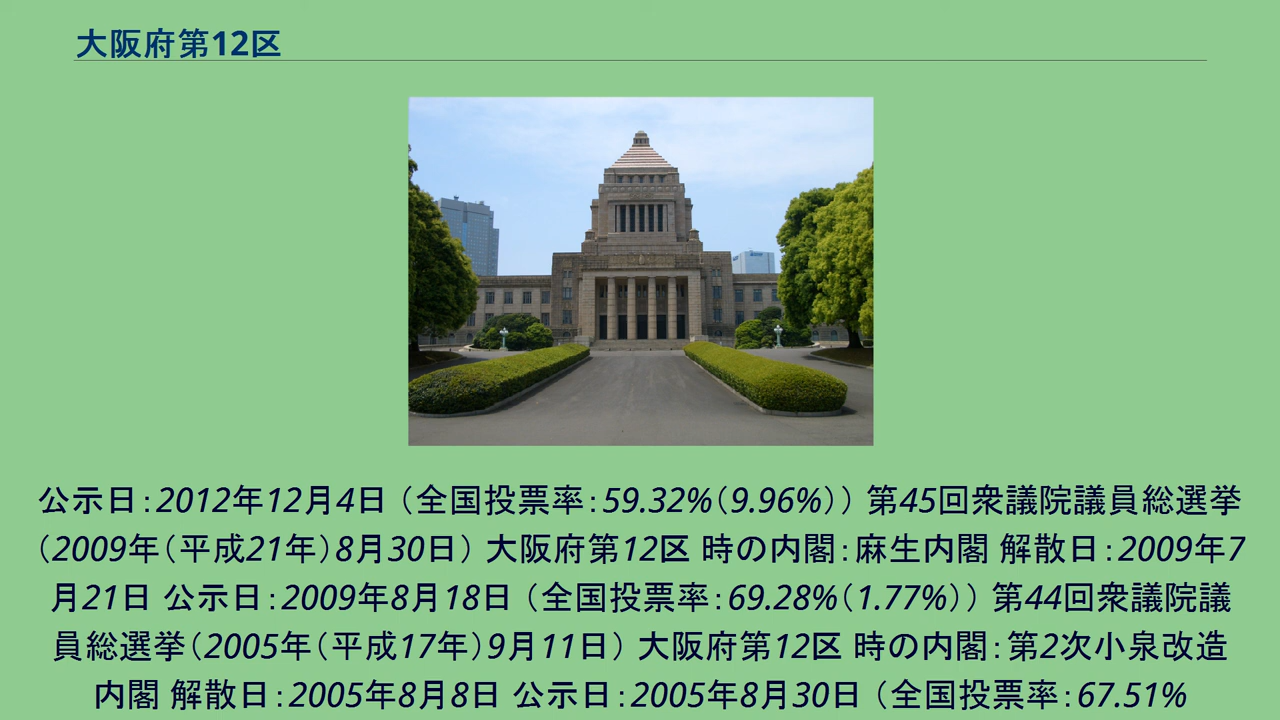 大阪府第12区
公示日：2012年12月4日 （全国投票率：59.32%（9.96%）） 第45回衆議院議員総選挙
（2009年（平成21年）8月30日） 大阪府第12区 時の内閣：麻生内閣 解散日：2009年7
月21日 公示日：2009年8月18日 （全国投票率：69.28%（1.77%）） 第44回衆議院議
員総選挙（2005年（平成17年）9月11日） 大阪府第12区 時の内閣：第2次小泉改造
内閣 解散日：2005年8月8日 公示日：2005年8月30日 （全国投票率：67.51%